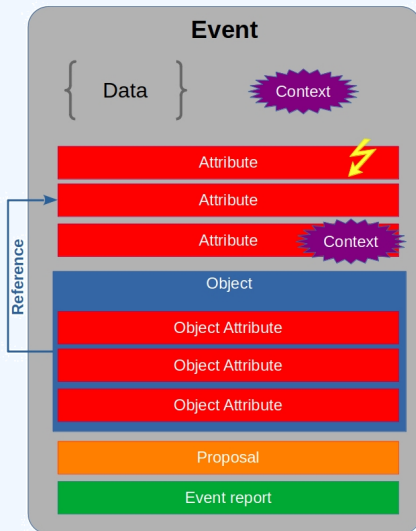 Event
{ Data }
Context
Attribute
Attribute
Attribute
Context
Reference
Object
Object Attribute
Object Attribute
Object Attribute
Proposal
Event report